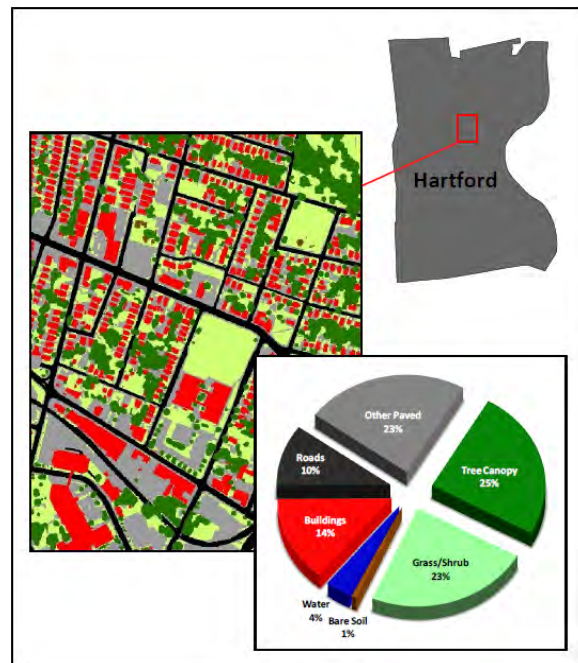 Hartford
Other Paved
23%
Tree Canopy
25%
Roads
10%
Buildings
14%
Grass/Shrub
23%
Water
4%
Bare Soil
1%